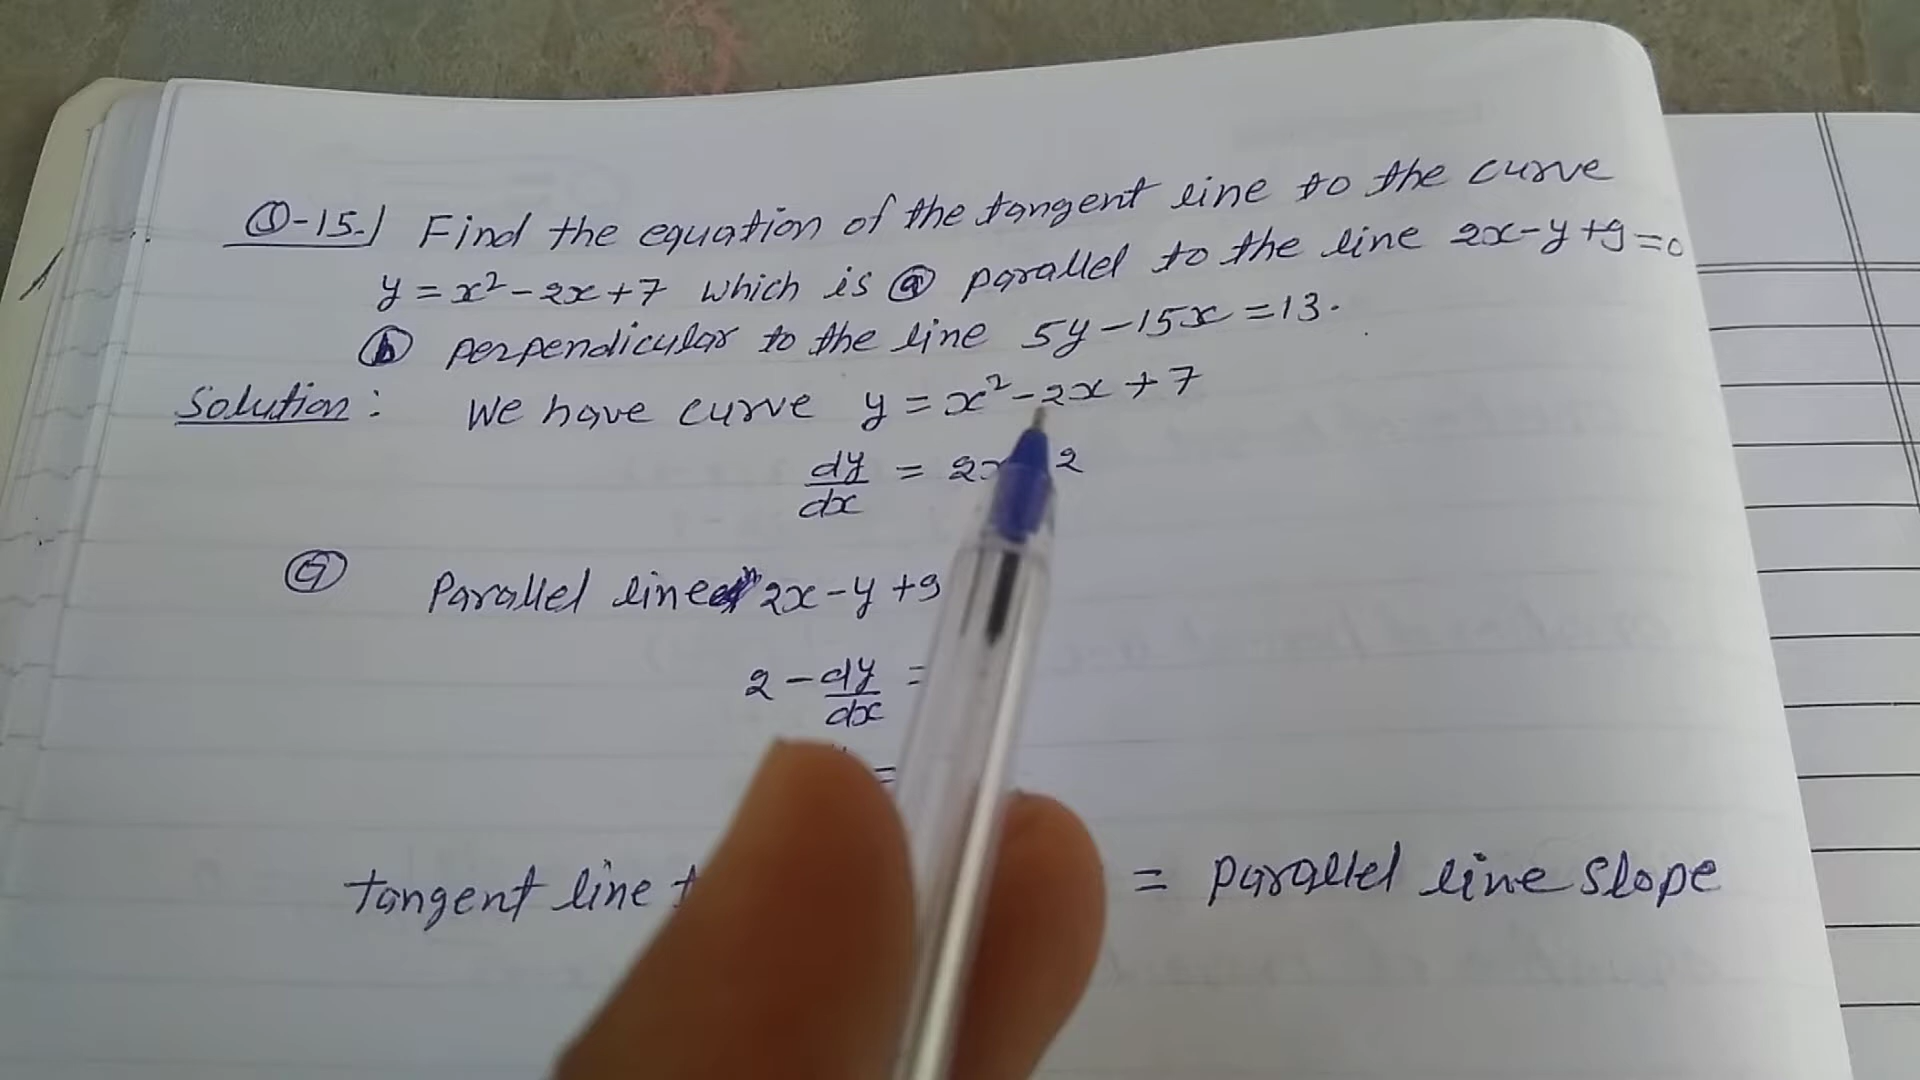 Q-15.) Find the equation of the tangent line to the curve
y = x² - 2x + 7 which is (a) parallel to the line 2x - y + 9 = 0
(b) perpendicular to the line 5y - 15x = 13.
Solution: We have curve y = x² - 2x + 7
dy/dx = 2x 2
(a) Parallel line 2x - y + 9
2 - dy/dx =
=
tangent line = parallel line slope